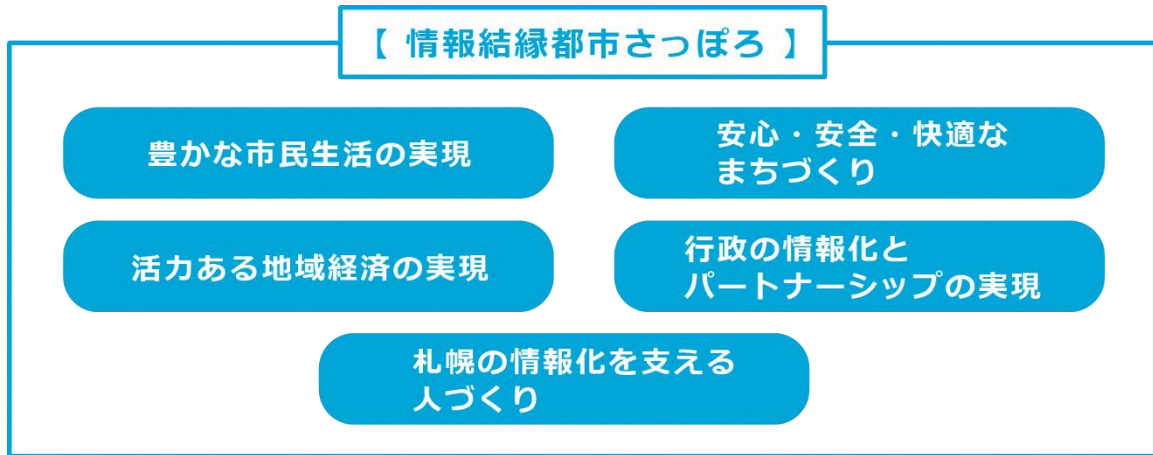 【 情報結縁都市さっぽろ 】
豊かな市民生活の実現
安心・安全・快適な
まちづくり
活力ある地域経済の実現
行政の情報化と
パートナーシップの実現
札幌の情報化を支える
人づくり